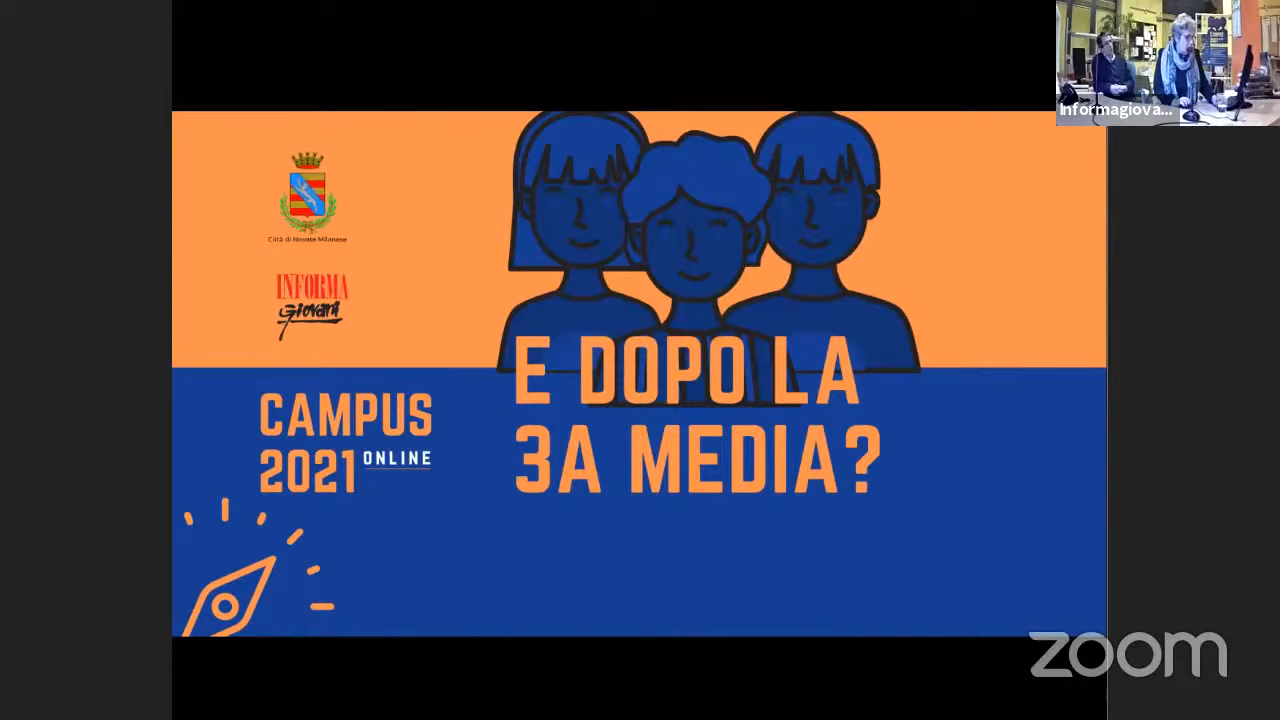 Informagiova...
Città di Novate Milanese
INFORMA
Giovani
CAMPUS
2021 ONLINE
E DOPO LA
3A MEDIA?
zoom